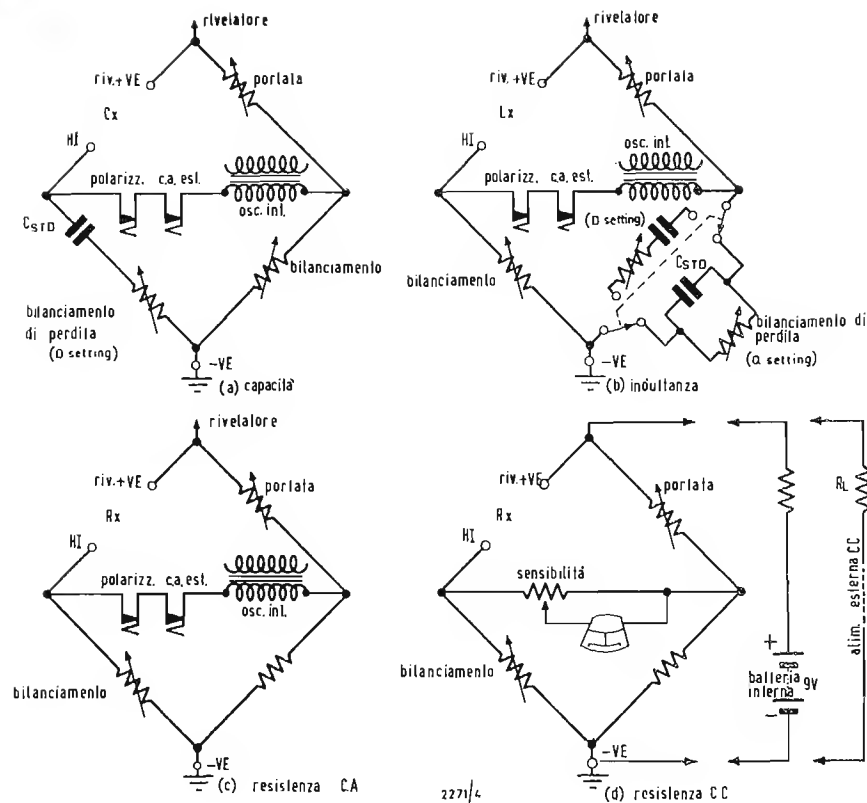 rivelatore
riv.+VE
portata
Cx
HI
polarizz. c.a. est.
osc. int.
CSTD
bilanciamento
bilanciamento
di perdita
(D setting)
-VE
(a) capacità
rivelatore
riv.+VE
portata
Lx
osc. int.
HI
polarizz. c.a. est.
(D setting)
CSTD
bilanciamento
bilanciamento di
perdita
(Q setting)
-VE
(b) induttanza
rivelatore
riv.+VE
portata
Rx
HI
polarizz. c.a. est.
osc. int.
bilanciamento
-VE
(c) resistenza C.A
2271/4
riv.+VE
portata
Rx
HI
sensibilità
bilanciamento
-VE
(d) resistenza CC
RL
+
batteria
interna 9V
-
alim. esterna CC